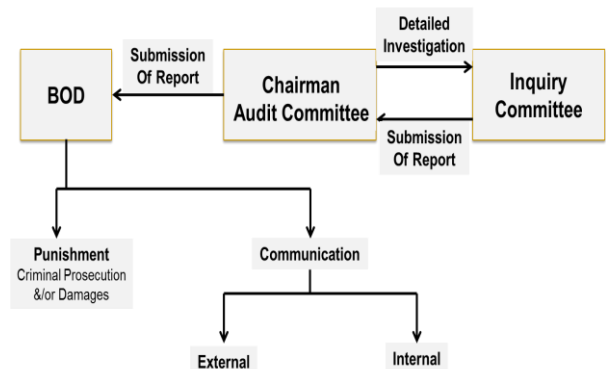 Detailed
Investigation
Submission
Of Report
BOD
Chairman
Audit Committee
Inquiry
Committee
Submission
Of Report
Punishment
Criminal Prosecution
&/or Damages
Communication
External
Internal